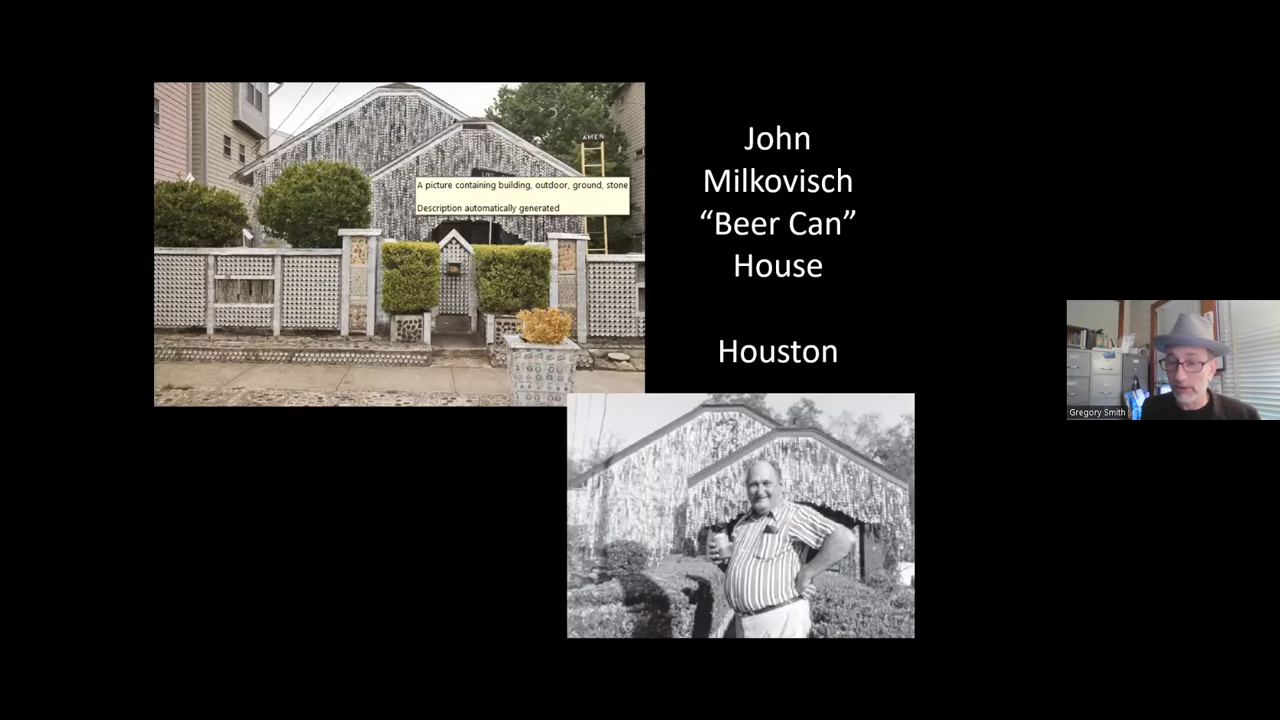 AMEN
A picture containing building, outdoor, ground, stone
Description automatically generated
John
Milkovisch
“Beer Can”
House
Houston
Gregory Smith